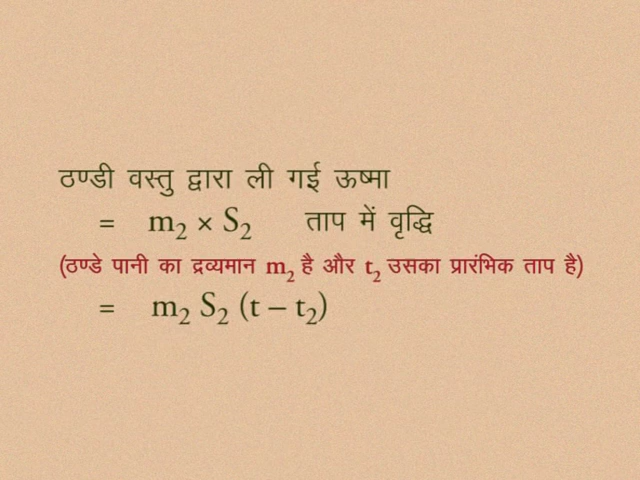 ठण्डी वस्तु द्वारा ली गई ऊष्मा
= m₂ × S₂ ताप में वृद्धि
(ठण्डे पानी का द्रव्यमान m₂ है और t₂ उसका प्रारंभिक ताप है)
= m₂ S₂ (t – t₂)